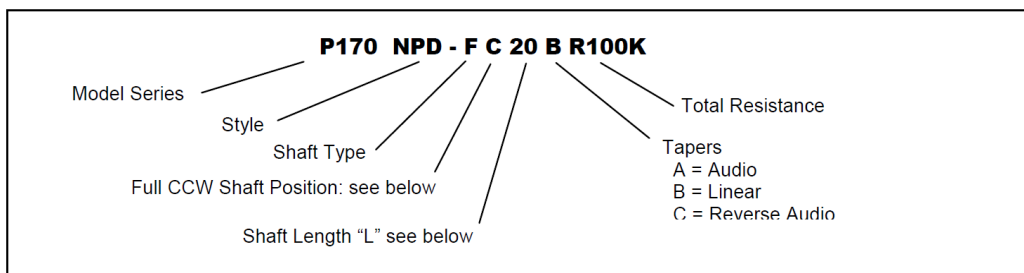 P170 NPD - F C 20 B R100K
Model Series
Total Resistance
Style
Shaft Type
Tapers
A = Audio
Full CCW Shaft Position: see below
B = Linear
C = Reverse Audio
Shaft Length “L” see below